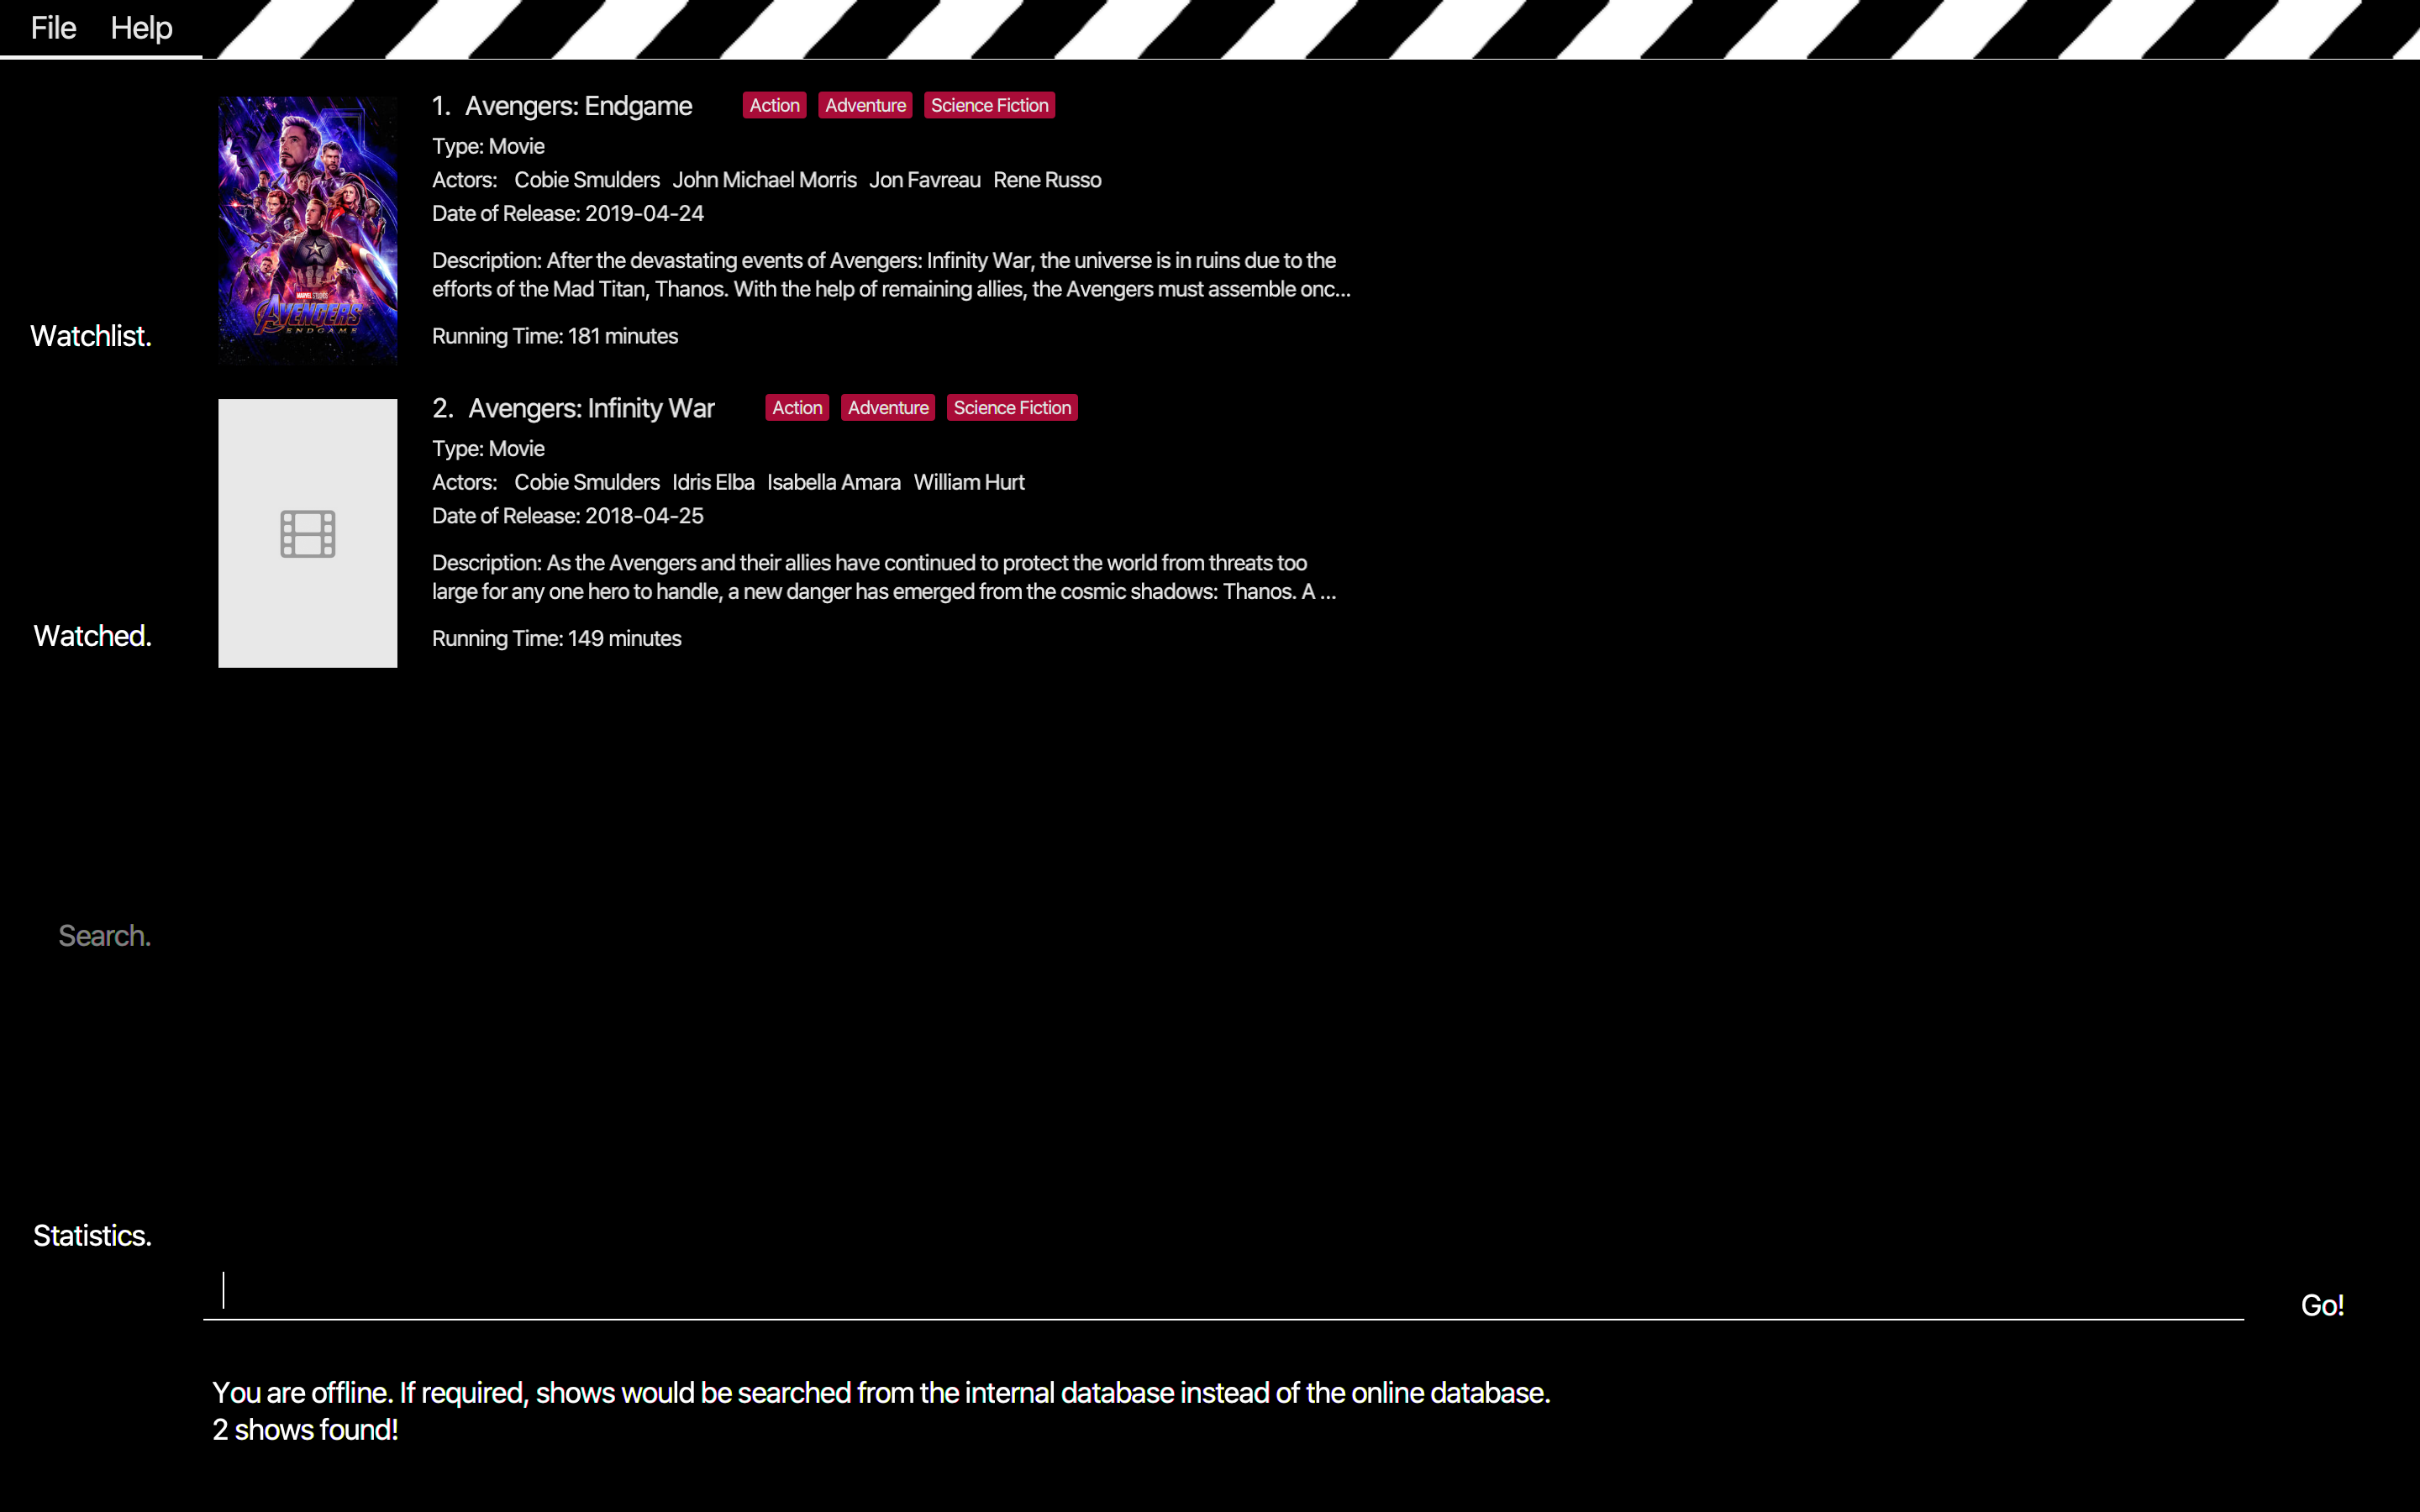 File Help
1. Avengers: Endgame Action Adventure Science Fiction
Type: Movie
Actors: Cobie Smulders John Michael Morris Jon Favreau Rene Russo
Date of Release: 2019-04-24
Description: After the devastating events of Avengers: Infinity War, the universe is in ruins due to the
efforts of the Mad Titan, Thanos. With the help of remaining allies, the Avengers must assemble onc...
Running Time: 181 minutes
MARVEL STUDIOS
AVENGERS
ENDGAME
Watchlist.
2. Avengers: Infinity War Action Adventure Science Fiction
Type: Movie
Actors: Cobie Smulders Idris Elba Isabella Amara William Hurt
Date of Release: 2018-04-25
Description: As the Avengers and their allies have continued to protect the world from threats too
large for any one hero to handle, a new danger has emerged from the cosmic shadows: Thanos. A ...
Running Time: 149 minutes
Watched.
Search.
Statistics.
Go!
You are offline. If required, shows would be searched from the internal database instead of the online database.
2 shows found!